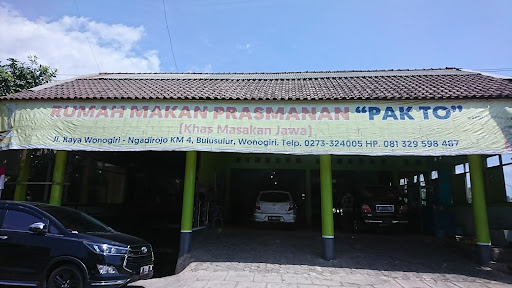 RUMAH MAKAN PRASMANAN "PAK TO"
(Khas Masakan Jawa)
Jl. Raya Wonogiri - Ngadirojo KM 4, Bulusulur, Wonogiri. Telp. 0273-324005 HP. 081 329 598 467